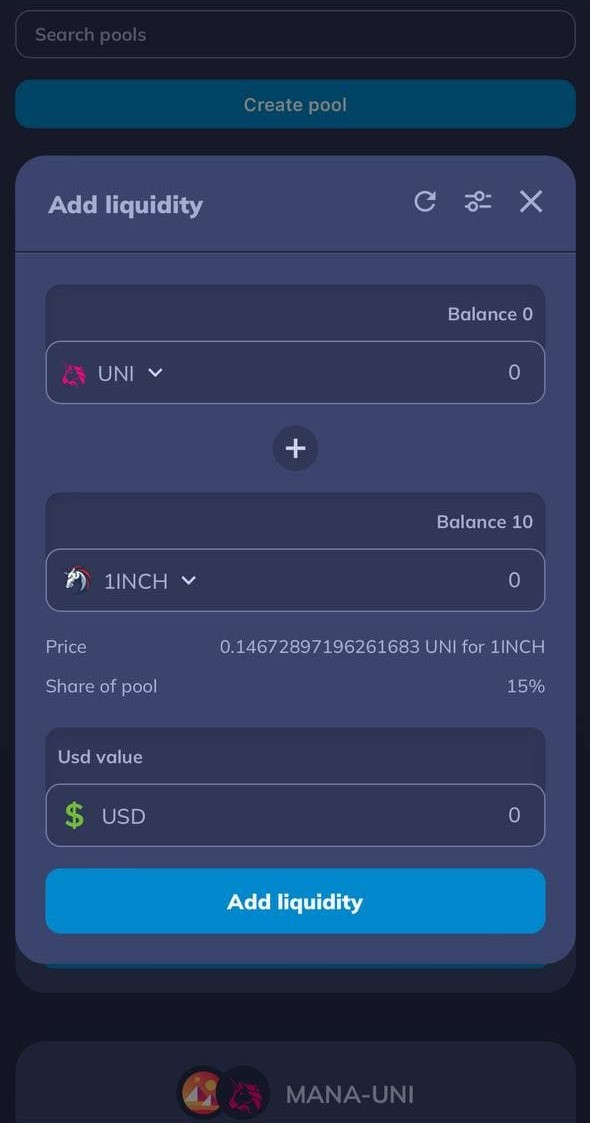 Search pools
Create pool
Add liquidity
Balance 0
UNI 0
+
Balance 10
1INCH 0
Price 0.14672897196261683 UNI for 1INCH
Share of pool 15%
Usd value
$ USD 0
Add liquidity
MANA-UNI